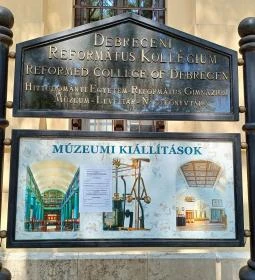 Debreceni
Református Kollégium
Reformed College of Debrecen
Hittudományi Egyetem Református Gimnázium
Múzeum - Levéltár - Nagykönyvtár
MÚZEUMI KIÁLLÍTÁSOK